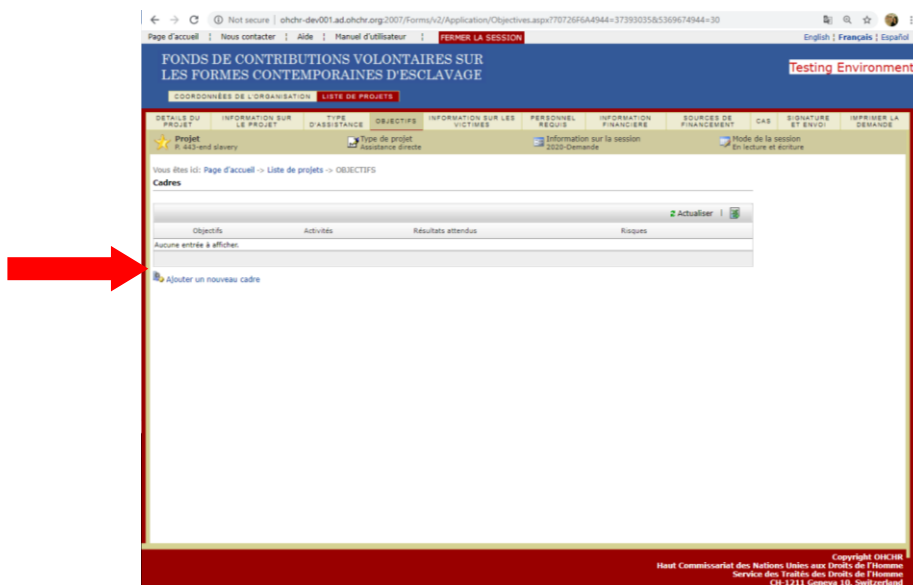 Not secure | ohchr-dev001.ad.ohchr.org:2007/Forms/v2/Application/Objectives.aspx?70726F6A4944=37393035&5369674944=30
Page d'accueil ¦ Nous contacter ¦ Aide ¦ Manuel d'utilisateur ¦ FERMER LA SESSION English ¦ Français ¦ Español
FONDS DE CONTRIBUTIONS VOLONTAIRES SUR
LES FORMES CONTEMPORAINES D'ESCLAVAGE
Testing Environment
COORDONNÉES DE L'ORGANISATION LISTE DE PROJETS
DÉTAILS DU PROJET INFORMATION SUR LE PROJET TYPE D'ASSISTANCE OBJECTIFS INFORMATION SUR LES VICTIMES PERSONNEL REQUIS INFORMATION FINANCIERE SOURCES DE FINANCEMENT CAS SIGNATURE ET ENVOI IMPRIMER LA DEMANDE
Projet Type de projet Information sur la session Mode de la session
P. 443-end slavery Assistance directe 2020-Demande En lecture et écriture
Vous êtes ici: Page d'accueil -> Liste de projets -> OBJECTIFS
Cadres
Actualiser |
Objectifs Activités Résultats attendus Risques
Aucune entrée à afficher.
Ajouter un nouveau cadre
Copyright OHCHR
Haut Commissariat des Nations Unies aux Droits de l'Homme
Service des Traités des Droits de l'Homme
CH-1211 Geneva 10, Switzerland